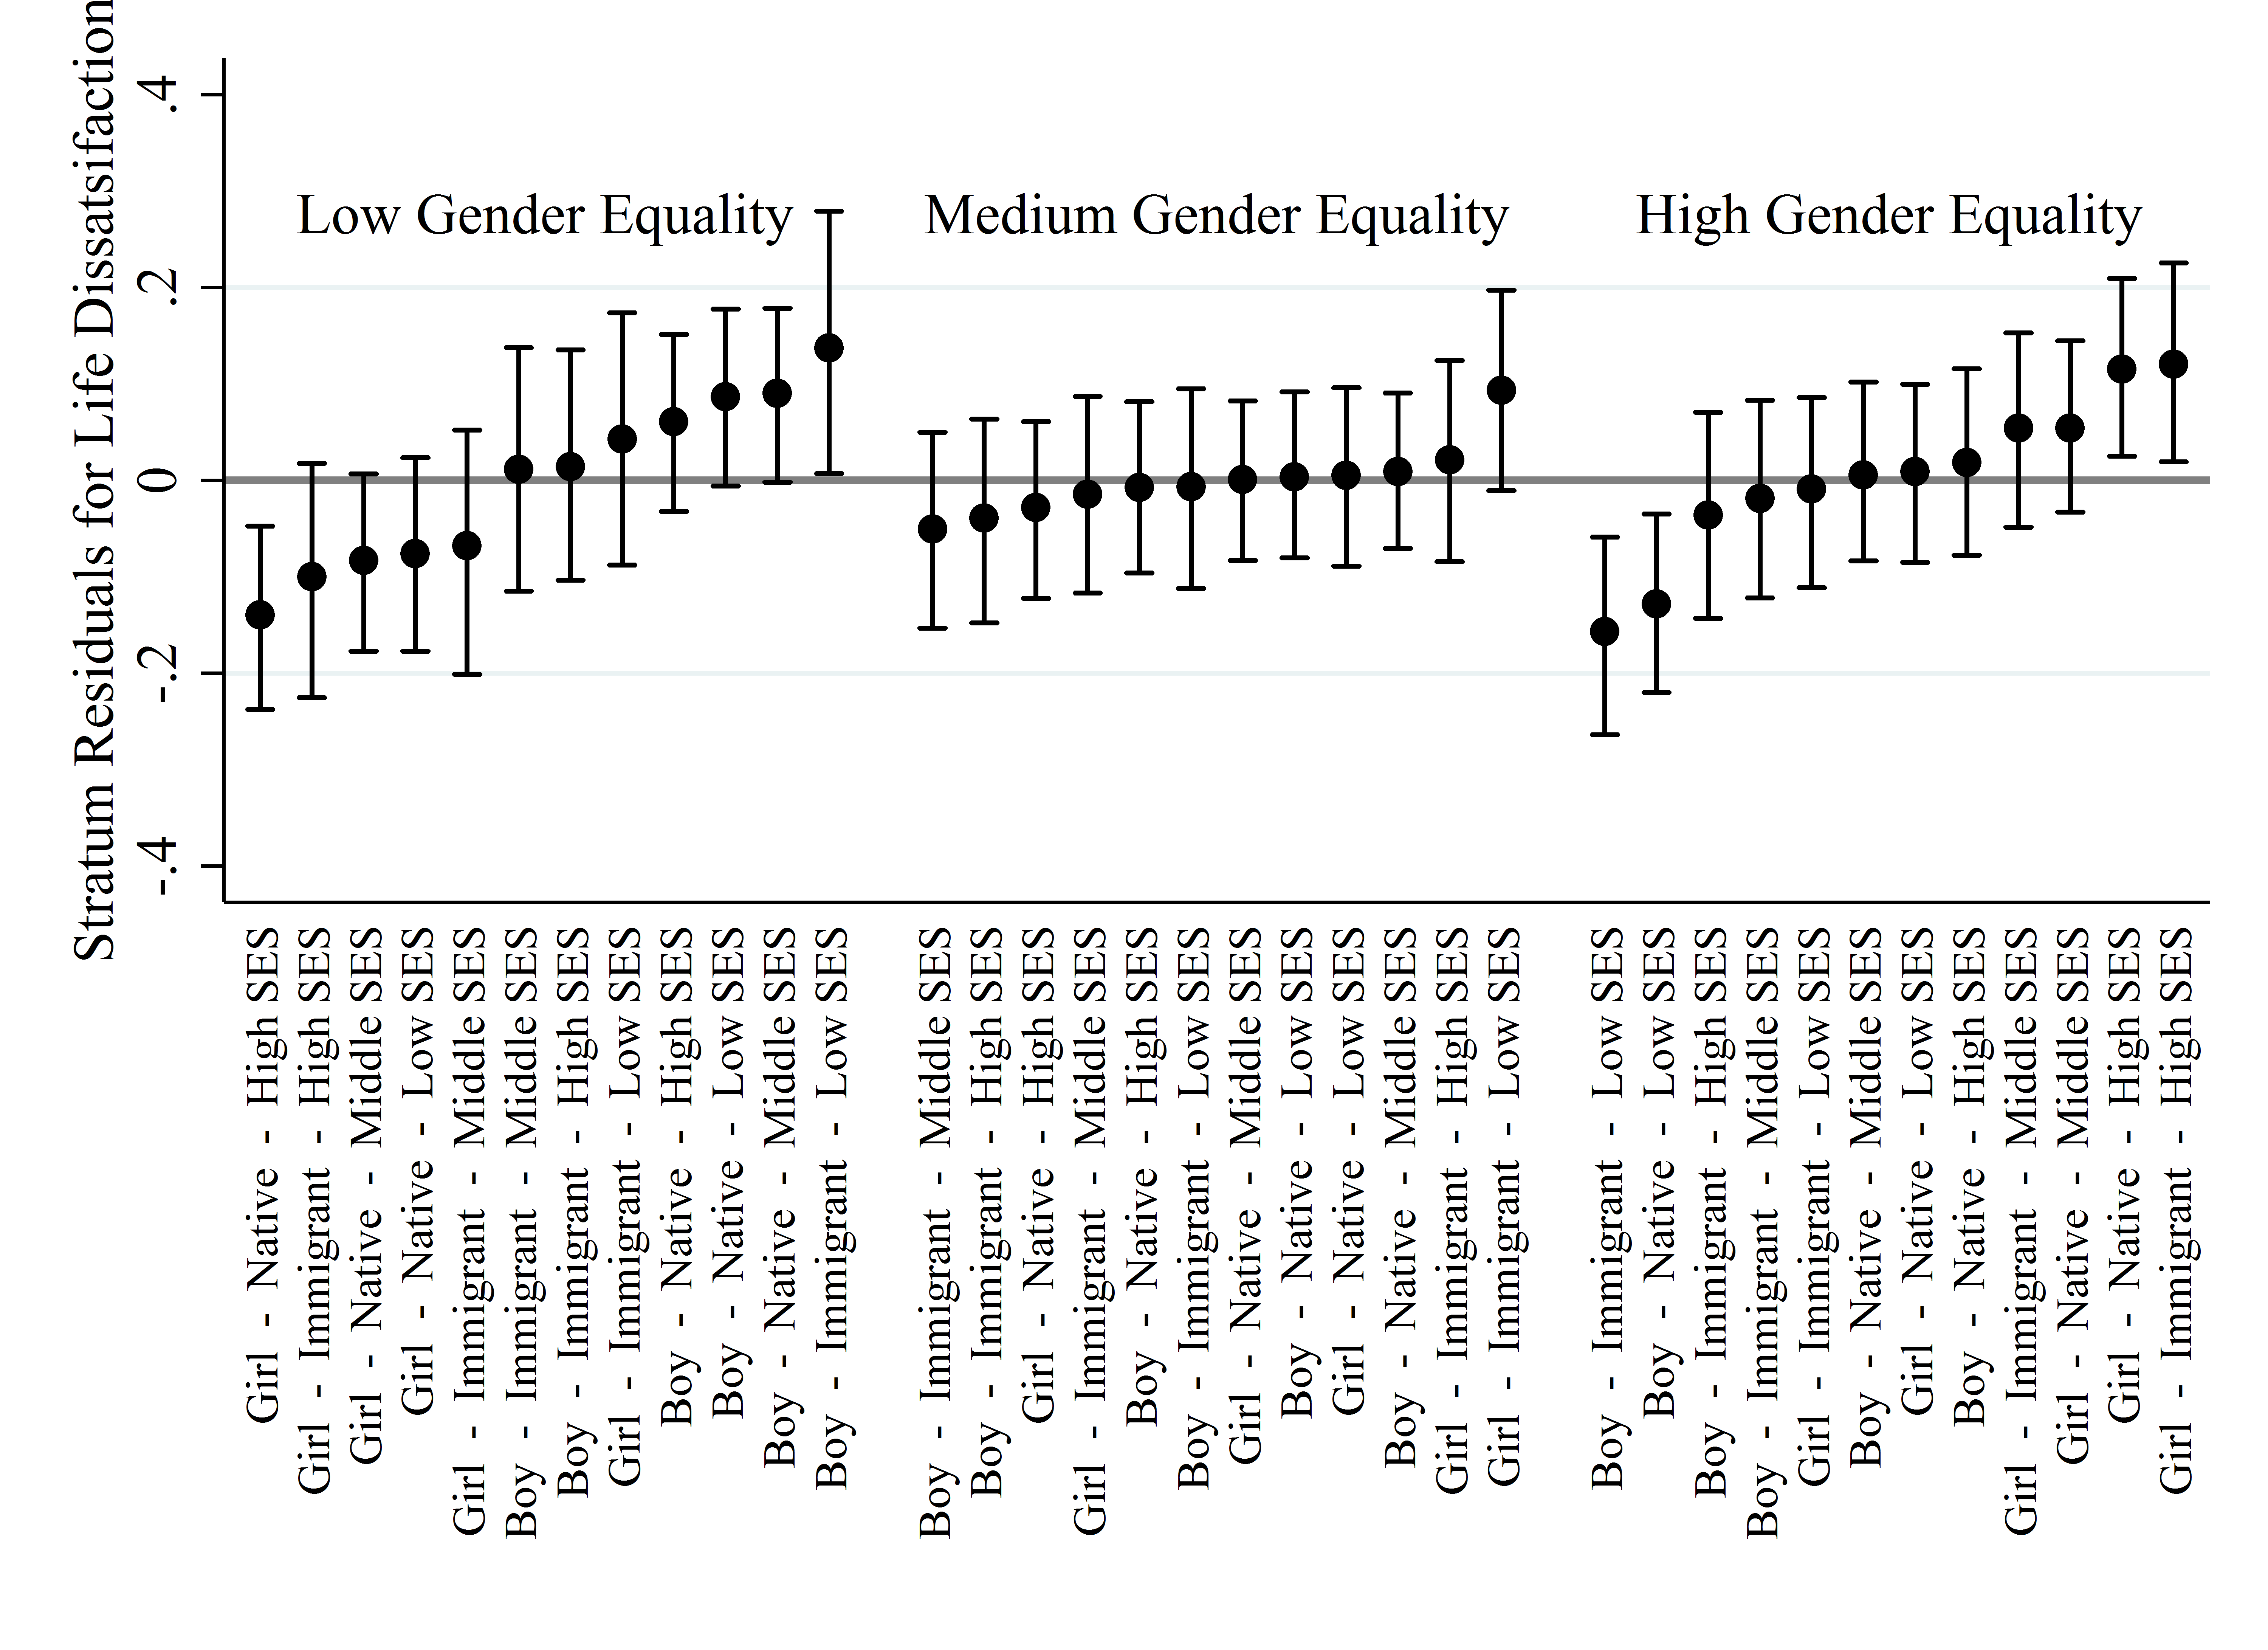 Stratum Residuals for Life Dissatsifaction
.4
.2
0
-.2
-.4
Low Gender Equality
Medium Gender Equality
High Gender Equality
Girl - Native - High SES
Girl - Immigrant - High SES
Girl - Native - Middle SES
Girl - Native - Low SES
Girl - Immigrant - Middle SES
Boy - Immigrant - Middle SES
Boy - Immigrant - High SES
Girl - Immigrant - Low SES
Boy - Native - High SES
Boy - Native - Low SES
Boy - Native - Middle SES
Boy - Immigrant - Low SES
Boy - Immigrant - Middle SES
Boy - Immigrant - High SES
Girl - Native - High SES
Girl - Immigrant - Middle SES
Boy - Native - High SES
Boy - Immigrant - Low SES
Girl - Native - Middle SES
Boy - Native - Low SES
Girl - Native - Low SES
Boy - Native - Middle SES
Girl - Immigrant - High SES
Girl - Immigrant - Low SES
Boy - Immigrant - Low SES
Boy - Native - Low SES
Boy - Immigrant - High SES
Boy - Immigrant - Middle SES
Girl - Immigrant - Low SES
Boy - Native - Middle SES
Girl - Native - Low SES
Boy - Native - High SES
Girl - Immigrant - Middle SES
Girl - Native - Middle SES
Girl - Native - High SES
Girl - Immigrant - High SES